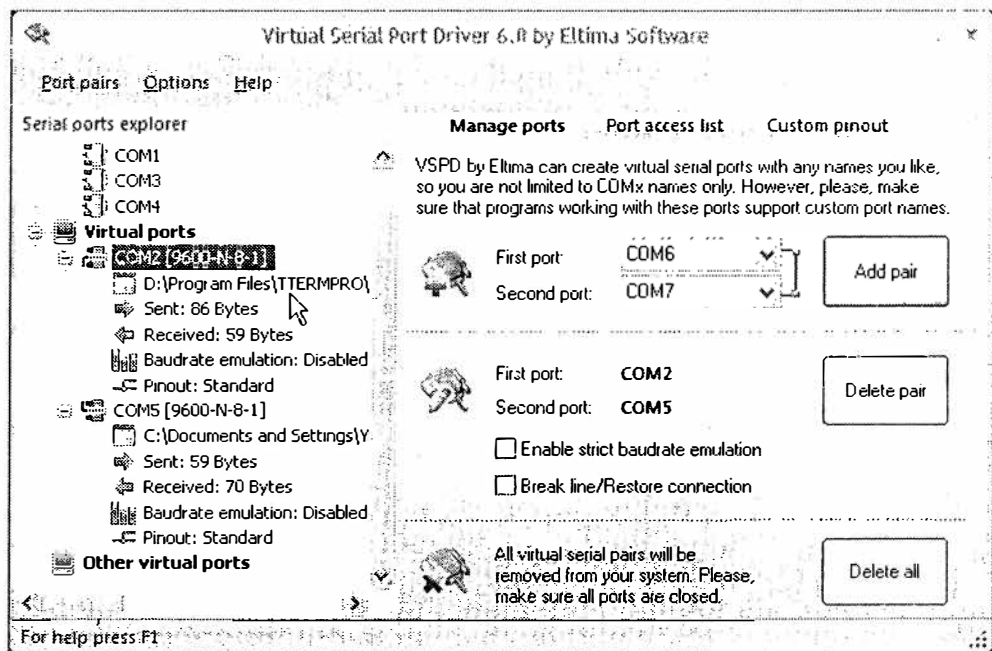 Virtual Serial Port Driver 6.0 by Eltima Software
Port pairs Options Help
Serial ports explorer
COM1
COM3
COM4
Virtual ports
COM2 [9600-N-8-1]
D:\Program Files\TTERMPRO\
Sent: 86 Bytes
Received: 59 Bytes
Baudrate emulation: Disabled
Pinout: Standard
COM5 [9600-N-8-1]
C:\Documents and Settings\Y
Sent: 59 Bytes
Received: 70 Bytes
Baudrate emulation: Disabled
Pinout: Standard
Other virtual ports
Manage ports Port access list Custom pinout
VSPD by Eltima can create virtual serial ports with any names you like,
so you are not limited to COMx names only. However, please, make
sure that programs working with these ports support custom port names.
First port: COM6
Second port: COM7
Add pair
First port: COM2
Second port: COM5
Delete pair
Enable strict baudrate emulation
Break line/Restore connection
All virtual serial pairs will be
removed from your system. Please,
make sure all ports are closed.
Delete all
For help press F1